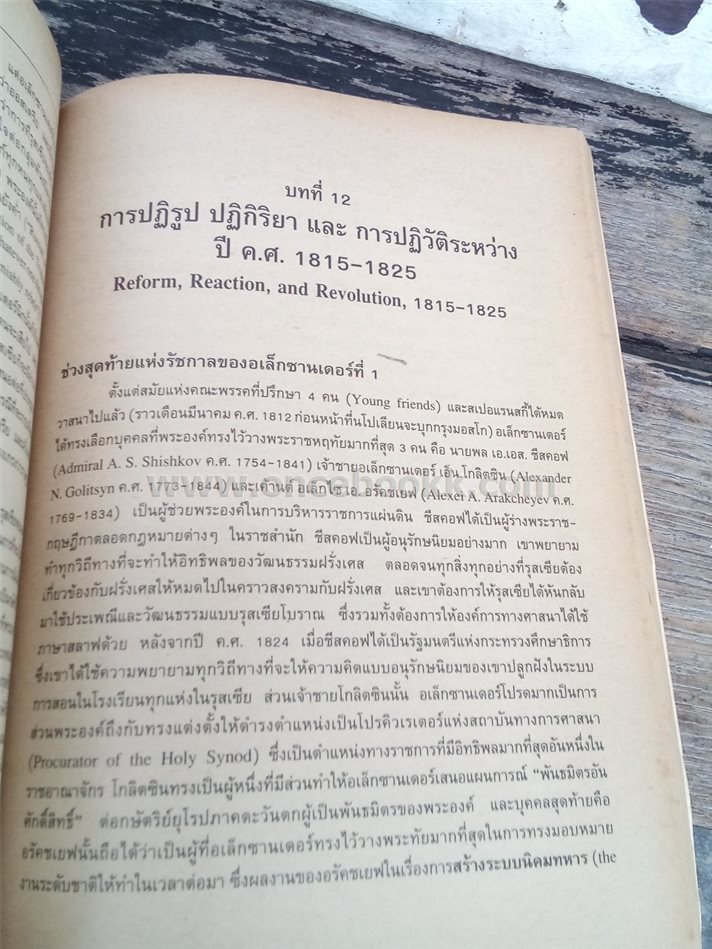 บทที่ 12
การปฏิรูป ปฏิกิริยา และ การปฏิวัติระหว่าง
ปี ค.ศ. 1815-1825
Reform, Reaction, and Revolution, 1815-1825
ช่วงสุดท้ายแห่งรัชกาลของอเล็กซานเดอร์ที่ 1
ตั้งแต่สมัยแห่งคณะพรรคที่ปรึกษา 4 คน (Young friends) และสเปอแรนสกี้ได้หมด
วาสนาไปแล้ว (ราวเดือนมีนาคม ค.ศ. 1812 ก่อนหน้าที่นโปเลียนจะบุกกรุงมอสโก) อเล็กซานเดอร์
ได้ทรงเลือกบุคคลที่พระองค์ทรงไว้วางพระราชหฤทัยมากที่สุด 3 คน คือ นายพล เอ.เอส. ชีสคอฟ
(Admiral A. S. Shishkov ค.ศ. 1754-1841) เจ้าชายอเล็กซานเดอร์ เอ็น.โกลิตซิน (Alexander
N. Golitsyn ค.ศ. 1773-1844) และเค้านต์ อเล็กไซ เอ. อรัคชเยฟ (Alexei A. Arakcheyev ค.ศ.
1769-1834) เป็นผู้ช่วยพระองค์ในการบริหารราชการแผ่นดิน ชีสคอฟได้เป็นผู้ร่างพระราช-
กฤษฎีกาตลอดกฎหมายต่างๆ ในราชสำนัก ชีสคอฟเป็นผู้อนุรักษนิยมอย่างมาก เขาพยายาม
ทำทุกวิถีทางที่จะทำให้อิทธิพลของวัฒนธรรมฝรั่งเศส ตลอดจนทุกสิ่งทุกอย่างที่รุสเซียต้อง
เกี่ยวข้องกับฝรั่งเศสให้หมดไปในคราวสงครามกับฝรั่งเศส และเขาต้องการให้รุสเซียได้หันกลับ
มาใช้ประเพณีและวัฒนธรรมแบบรุสเซียโบราณ ซึ่งรวมทั้งต้องการให้องค์การทางศาสนาได้ใช้
ภาษาสลาฟด้วย หลังจากปี ค.ศ. 1824 เมื่อชีสคอฟได้เป็นรัฐมนตรีแห่งกระทรวงศึกษาธิการ
ซึ่งเขาได้ใช้ความพยายามทุกวิถีทางที่จะให้ความคิดแบบอนุรักษนิยมของเขาปลูกฝังในระบบ
การสอนในโรงเรียนทุกแห่งในรุสเซีย ส่วนเจ้าชายโกลิตซินนั้น อเล็กซานเดอร์โปรดมากเป็นการ
ส่วนพระองค์ถึงกับทรงแต่งตั้งให้ดำรงตำแหน่งเป็นโปรคิวเรเตอร์แห่งสถาบันทางการศาสนา
(Procurator of the Holy Synod) ซึ่งเป็นตำแหน่งทางราชการที่มีอิทธิพลมากที่สุดอันหนึ่งใน
ราชอาณาจักร โกลิตซินทรงเป็นผู้หนึ่งที่มีส่วนทำให้อเล็กซานเดอร์เสนอแผนการณ์ "พันธมิตรอัน
ศักดิ์สิทธิ์" ต่อกษัตริย์ยุโรปภาคตะวันตกผู้เป็นพันธมิตรของพระองค์ และบุคคลสุดท้ายคือ
อรัคชเยฟนั้นถือได้ว่าเป็นผู้ที่อเล็กซานเดอร์ทรงไว้วางพระทัยมากที่สุดในการทรงมอบหมาย
งานระดับชาติให้ทำในเวลาต่อมา ซึ่งผลงานของอรัคชเยฟในเรื่องการสร้างระบบนิคมทหาร (the